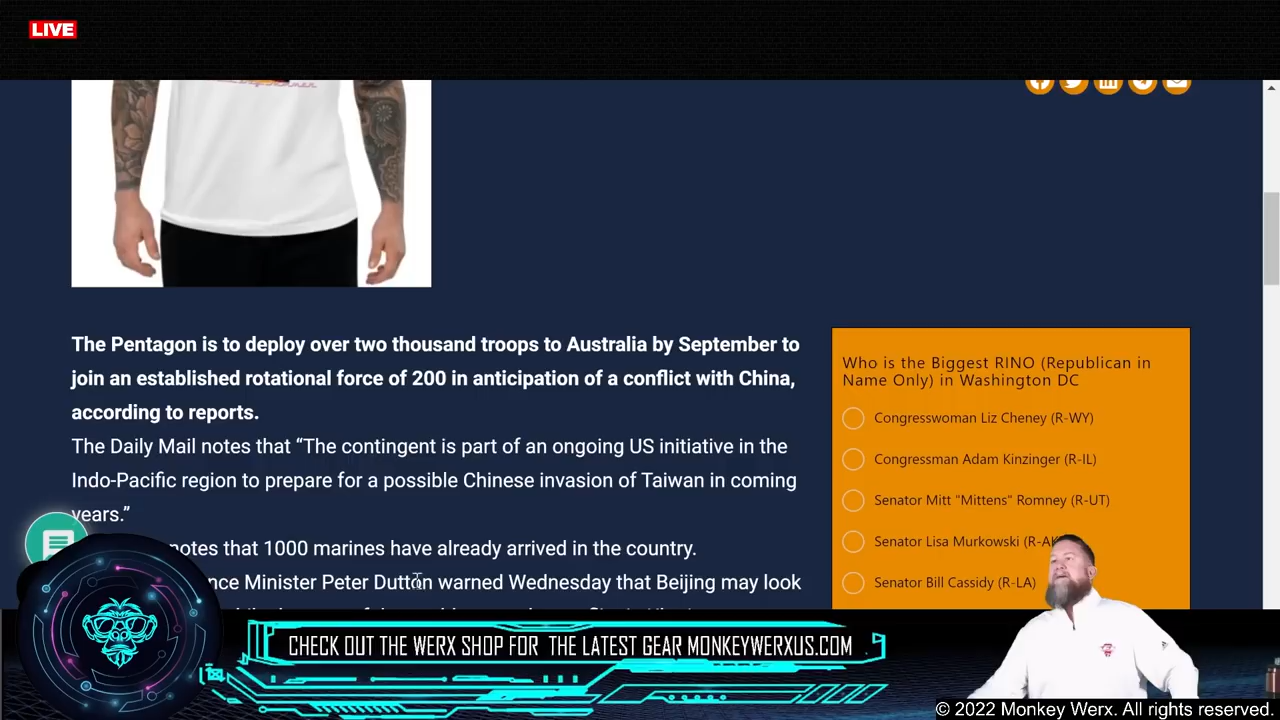 LIVE
The Pentagon is to deploy over two thousand troops to Australia by September to
join an established rotational force of 200 in anticipation of a conflict with China,
according to reports.
The Daily Mail notes that “The contingent is part of an ongoing US initiative in the
Indo-Pacific region to prepare for a possible Chinese invasion of Taiwan in coming
years.”
notes that 1000 marines have already arrived in the country.
Minister Peter Dutton warned Wednesday that Beijing may look
Who is the Biggest RINO (Republican in
Name Only) in Washington DC
Congresswoman Liz Cheney (R-WY)
Congressman Adam Kinzinger (R-IL)
Senator Mitt "Mittens" Romney (R-UT)
Senator Lisa Murkowski
Senator Bill Cassidy (R-LA)
CHECK OUT THE WERX SHOP FOR THE LATEST GEAR MONKEYWERXUS.COM
© 2022 Monkey Werx. All rights reserved.